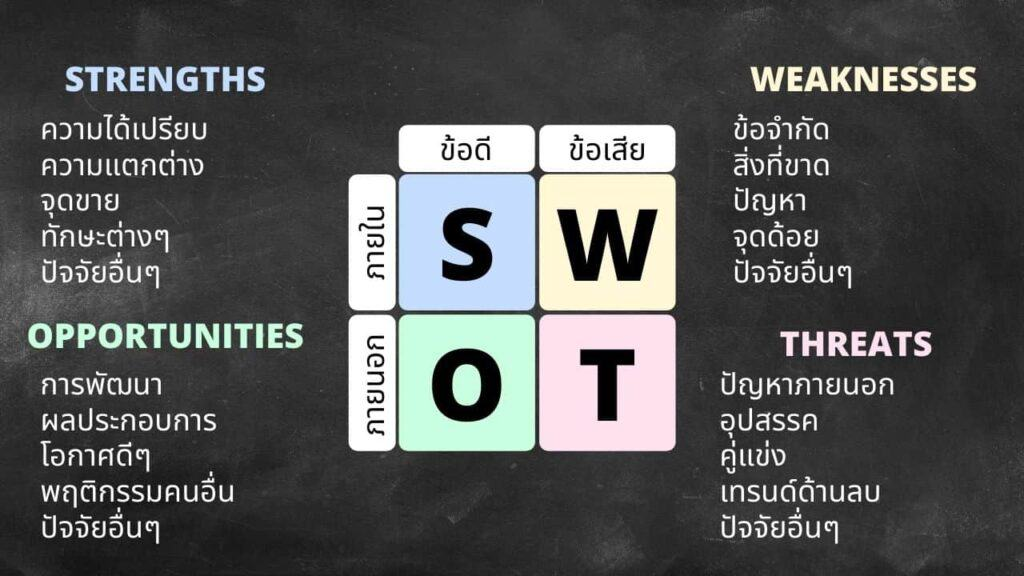 STRENGTHS
ความได้เปรียบ
ความแตกต่าง
จุดขาย
ทักษะต่างๆ
ปัจจัยอื่นๆ
WEAKNESSES
ข้อจำกัด
สิ่งที่ขาด
ปัญหา
จุดด้อย
ปัจจัยอื่นๆ
ข้อดี
ข้อเสีย
ภายใน
S
W
ภายนอก
O
T
OPPORTUNITIES
การพัฒนา
ผลประกอบการ
โอกาศดีๆ
พฤติกรรมคนอื่น
ปัจจัยอื่นๆ
THREATS
ปัญหาภายนอก
อุปสรรค
คู่แข่ง
เทรนด์ด้านลบ
ปัจจัยอื่นๆ